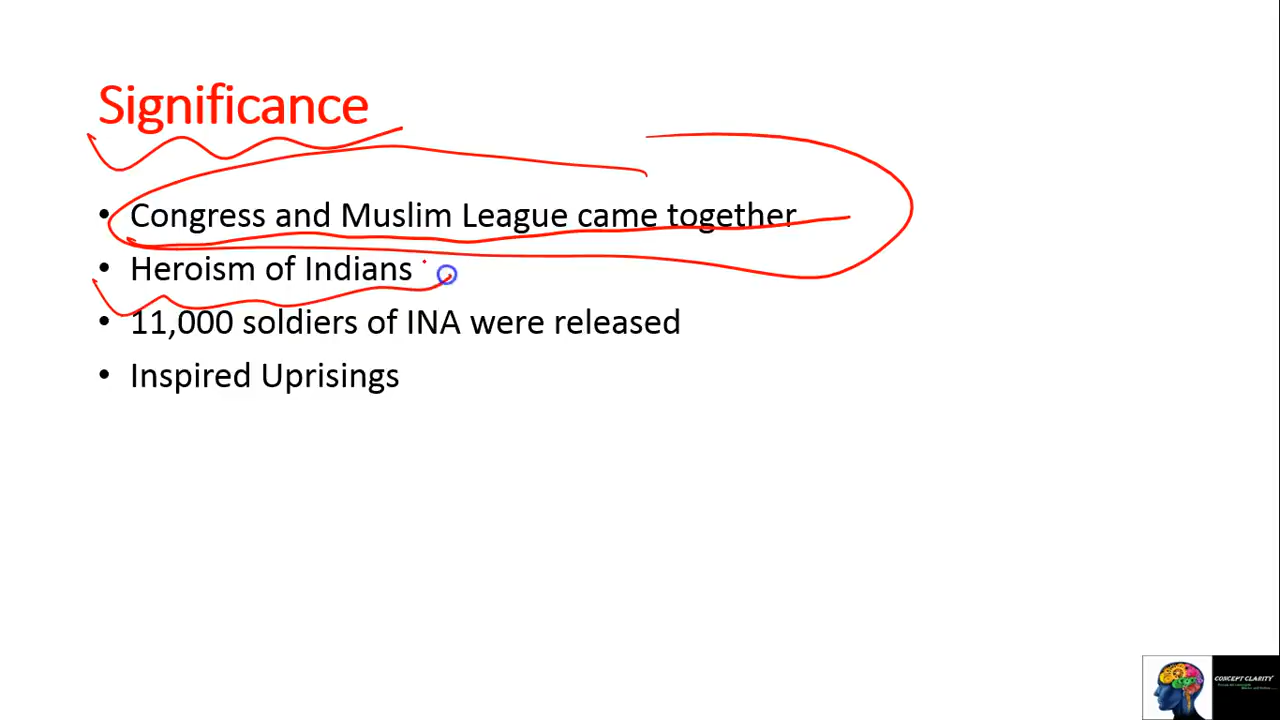 Significance
• Congress and Muslim League came together
• Heroism of Indians
• 11,000 soldiers of INA were released
• Inspired Uprisings
CONCEPT CLARITY